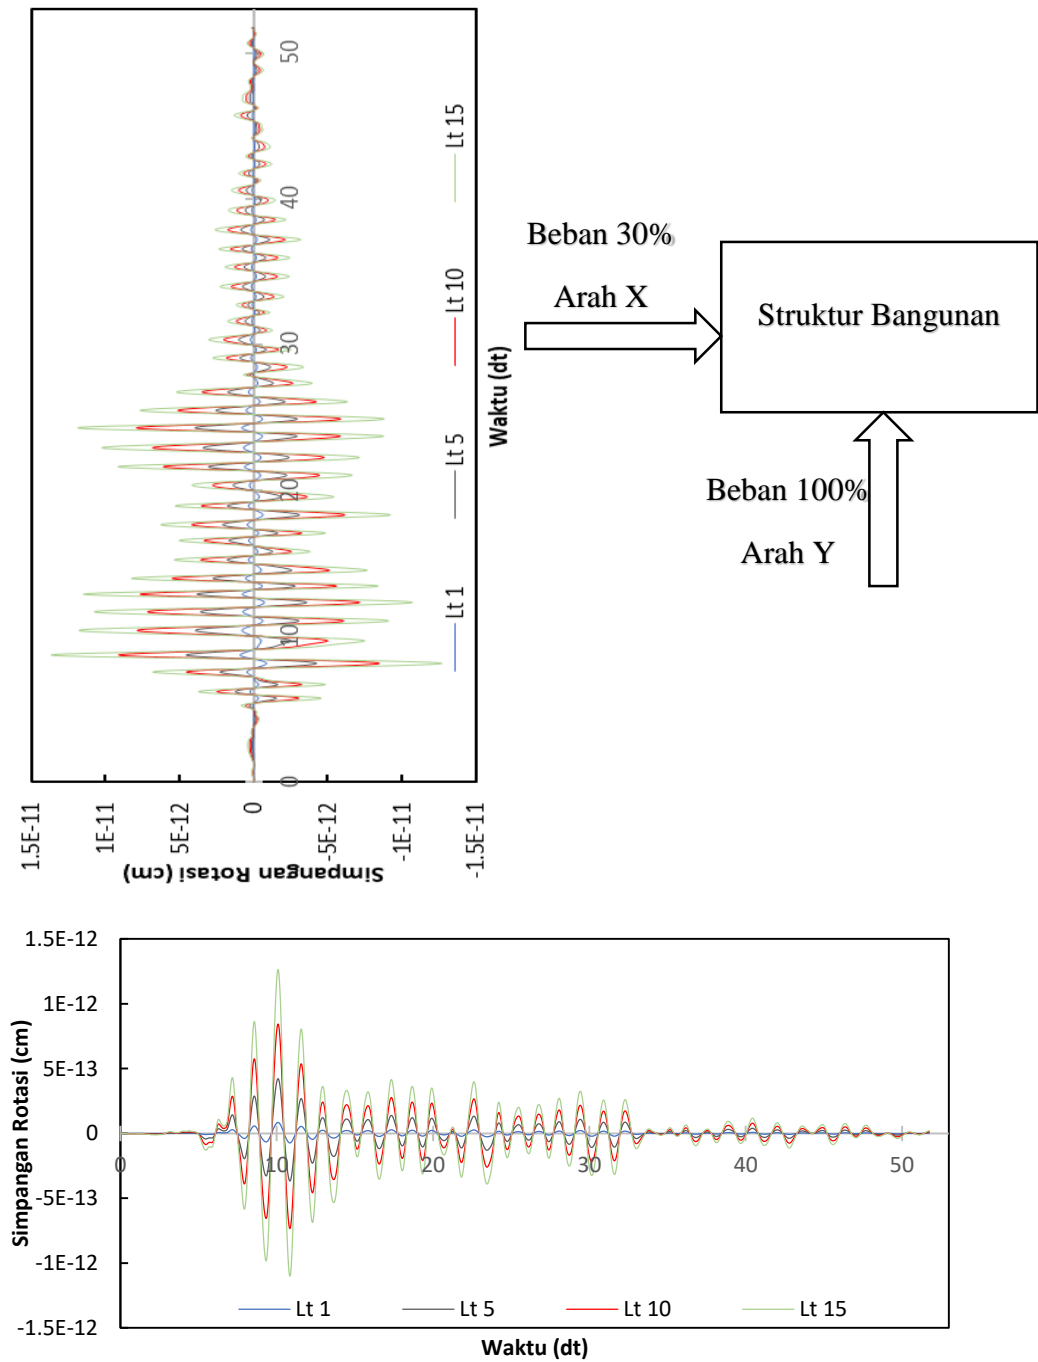 1.5E-11
1E-11
5E-12
0
-5E-12
-1E-11
-1.5E-11
Simpangan Rotasi (cm)
0
10
20
30
40
50
Waktu (dt)
Lt 1
Lt 5
Lt 10
Lt 15
Beban 30%
Arah X
Struktur Bangunan
Beban 100%
Arah Y
1.5E-12
1E-12
5E-13
0
-5E-13
-1E-12
-1.5E-12
Simpangan Rotasi (cm)
0
10
20
30
40
50
Lt 1
Lt 5
Lt 10
Lt 15
Waktu (dt)